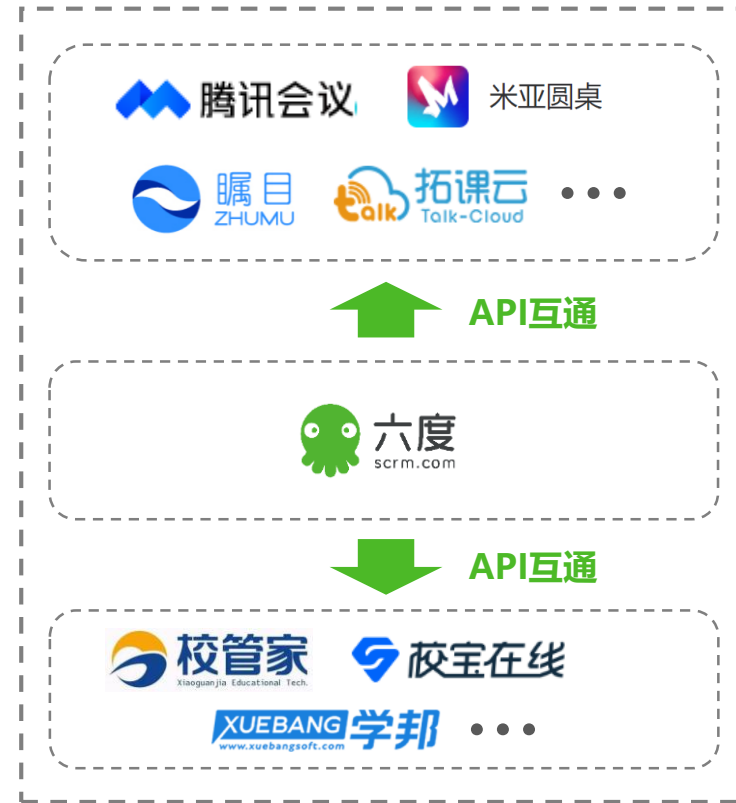 腾讯会议
米亚圆桌
瞩目
ZHUMU
talk
拓课云
Talk-Cloud
API互通
六度
scrm.com
API互通
校管家
Xiaoguanjia Educational Tech.
校宝在线
XUEBANG
www.xuebangsoft.com
学邦